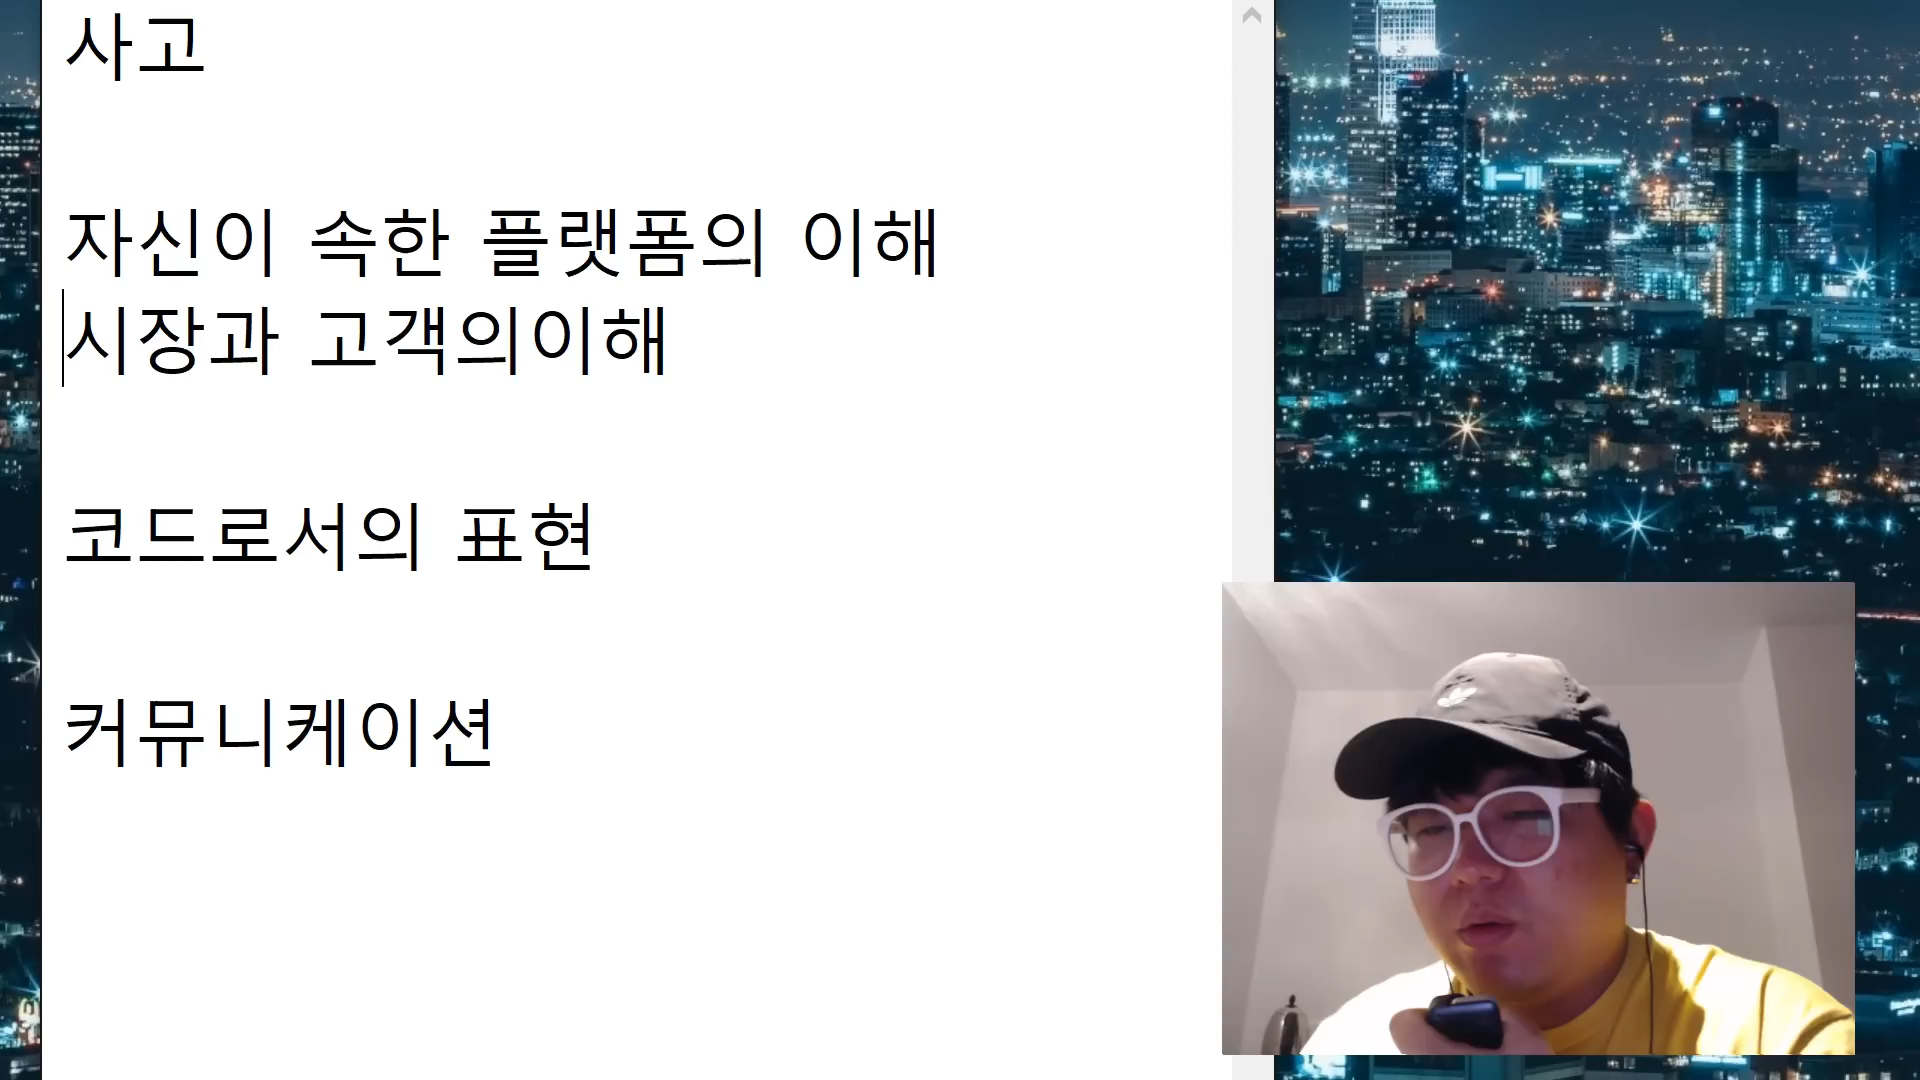 사고
자신이 속한 플랫폼의 이해
시장과 고객의이해
코드로서의 표현
커뮤니케이션